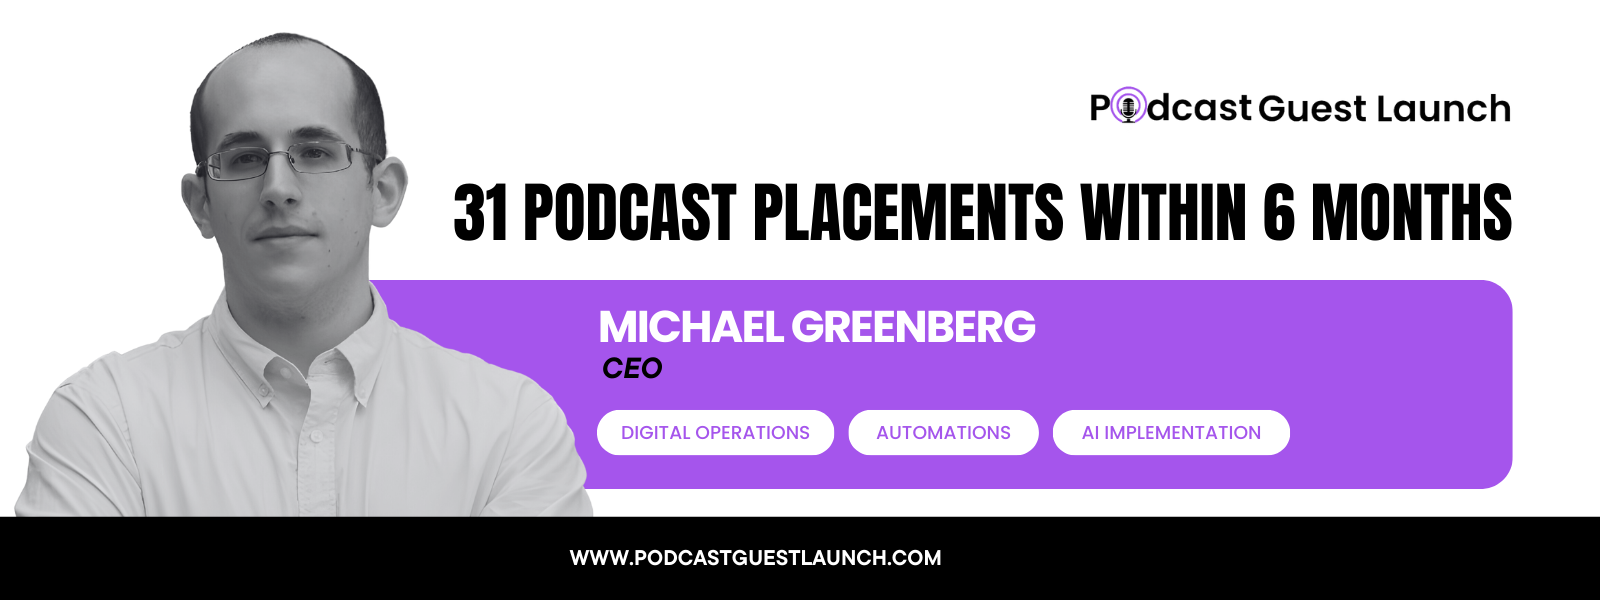 Podcast Guest Launch
31 PODCAST PLACEMENTS WITHIN 6 MONTHS
MICHAEL GREENBERG
CEO
DIGITAL OPERATIONS AUTOMATIONS AI IMPLEMENTATION
WWW.PODCASTGUESTLAUNCH.COM